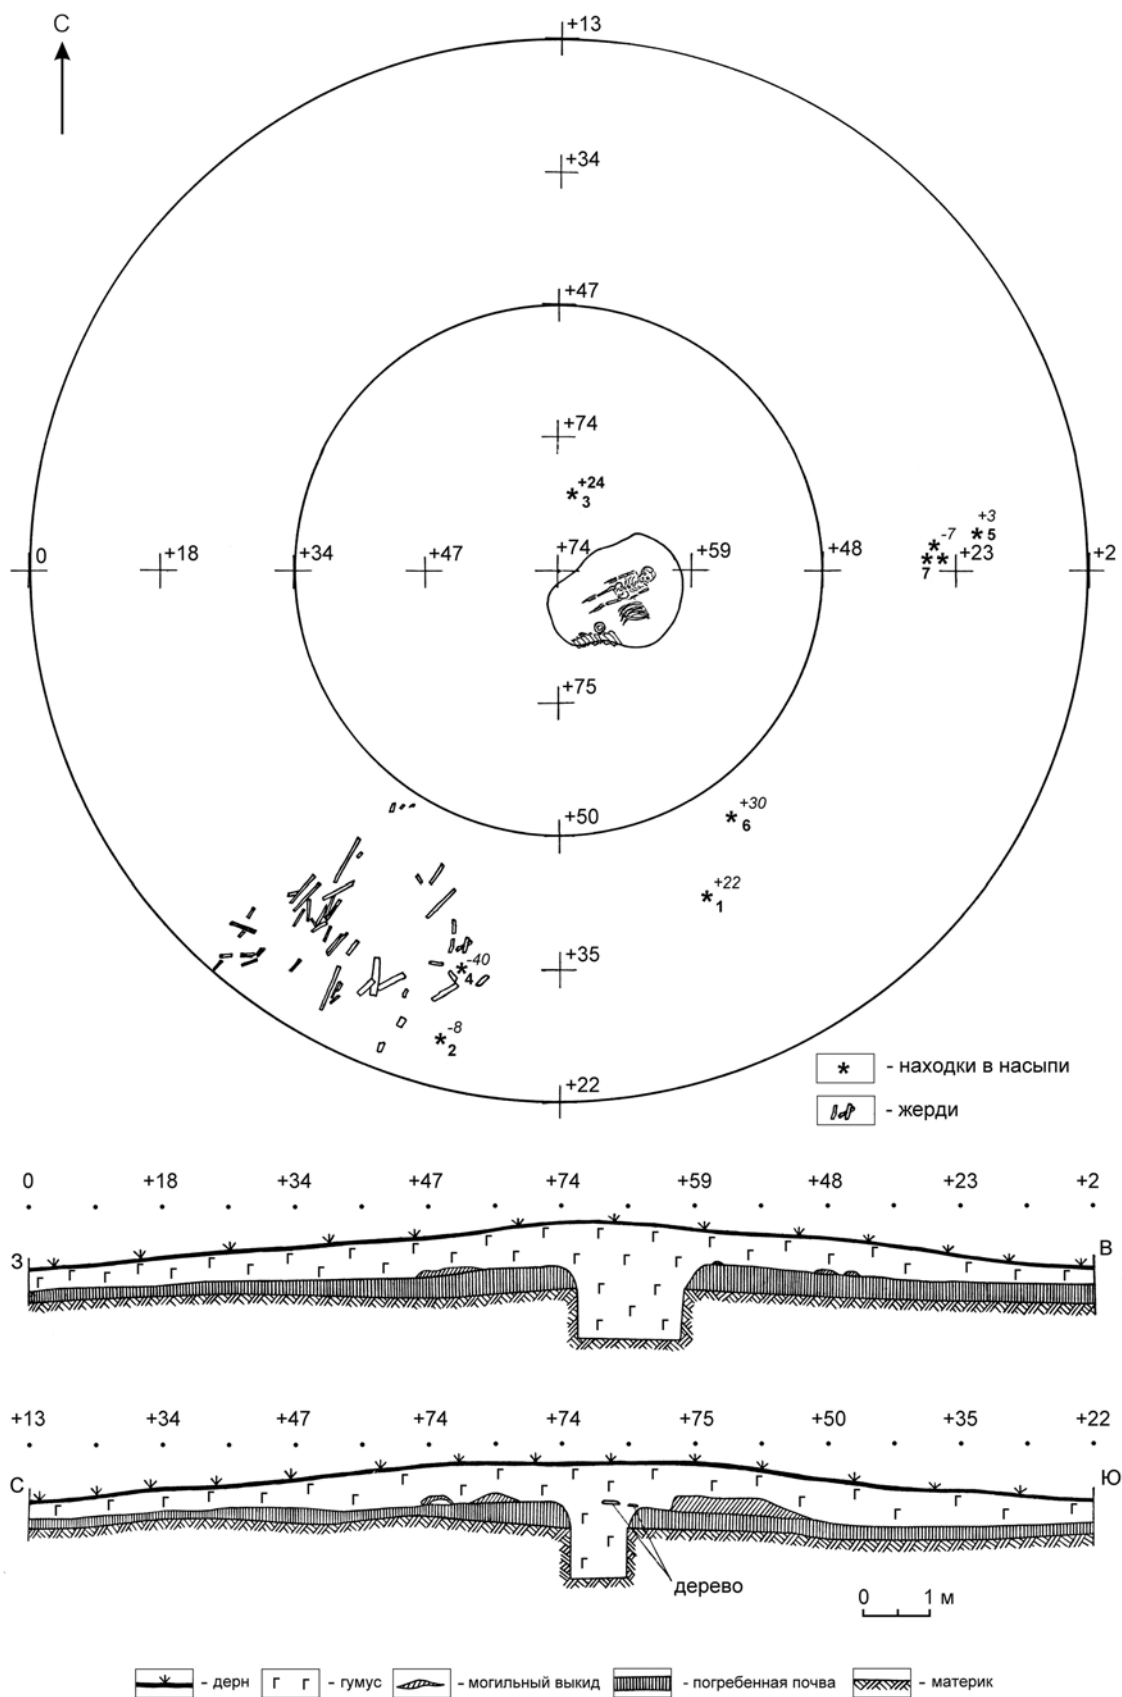 С
+13
+34
+47
+74
+24
3
0
+18
+34
+47
+74
+59
+48
-7
+3
5
7
+23
+2
+75
+30
6
+50
+22
1
-40
4
+35
-8
2
+22
- находки в насыпи
- жерди
0 +18 +34 +47 +74 +59 +48 +23 +2
З В
Г Г Г Г Г Г Г Г Г Г Г Г Г Г Г Г Г Г Г Г Г Г Г Г Г Г Г Г Г Г Г Г Г Г
+13 +34 +47 +74 +74 +75 +50 +35 +22
С Ю
дерево
0 1 м
- дерн Г Г - гумус - могильный выкид - погребенная почва - материк